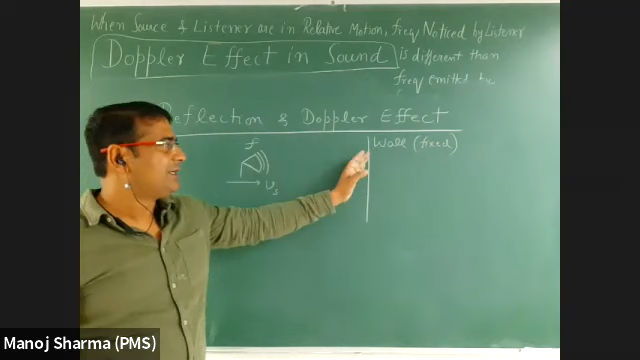 When Source & Listener are in Relative Motion, freq Noticed by Listener
Doppler Effect in Sound
is different than
freq emitted by
Reflection & Doppler Effect
f
Wall (fixed)
υs
Manoj Sharma (PMS)